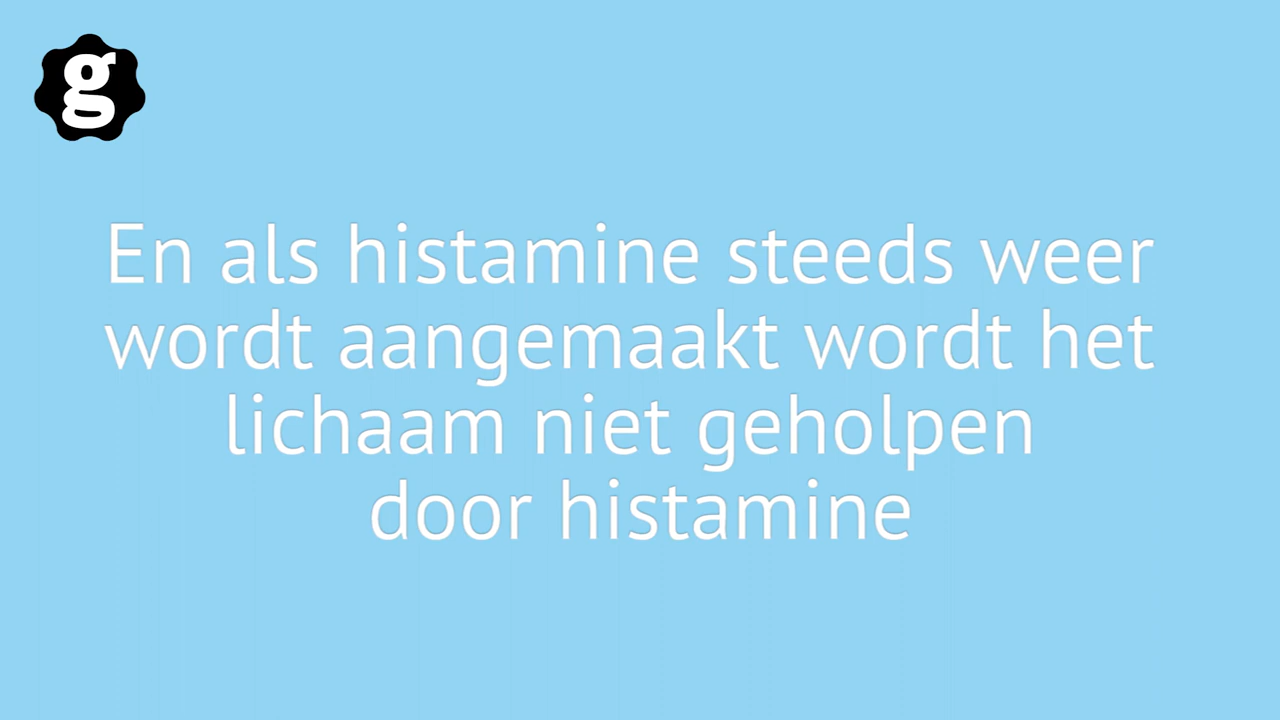 g
En als histamine steeds weer
wordt aangemaakt wordt het
lichaam niet geholpen
door histamine